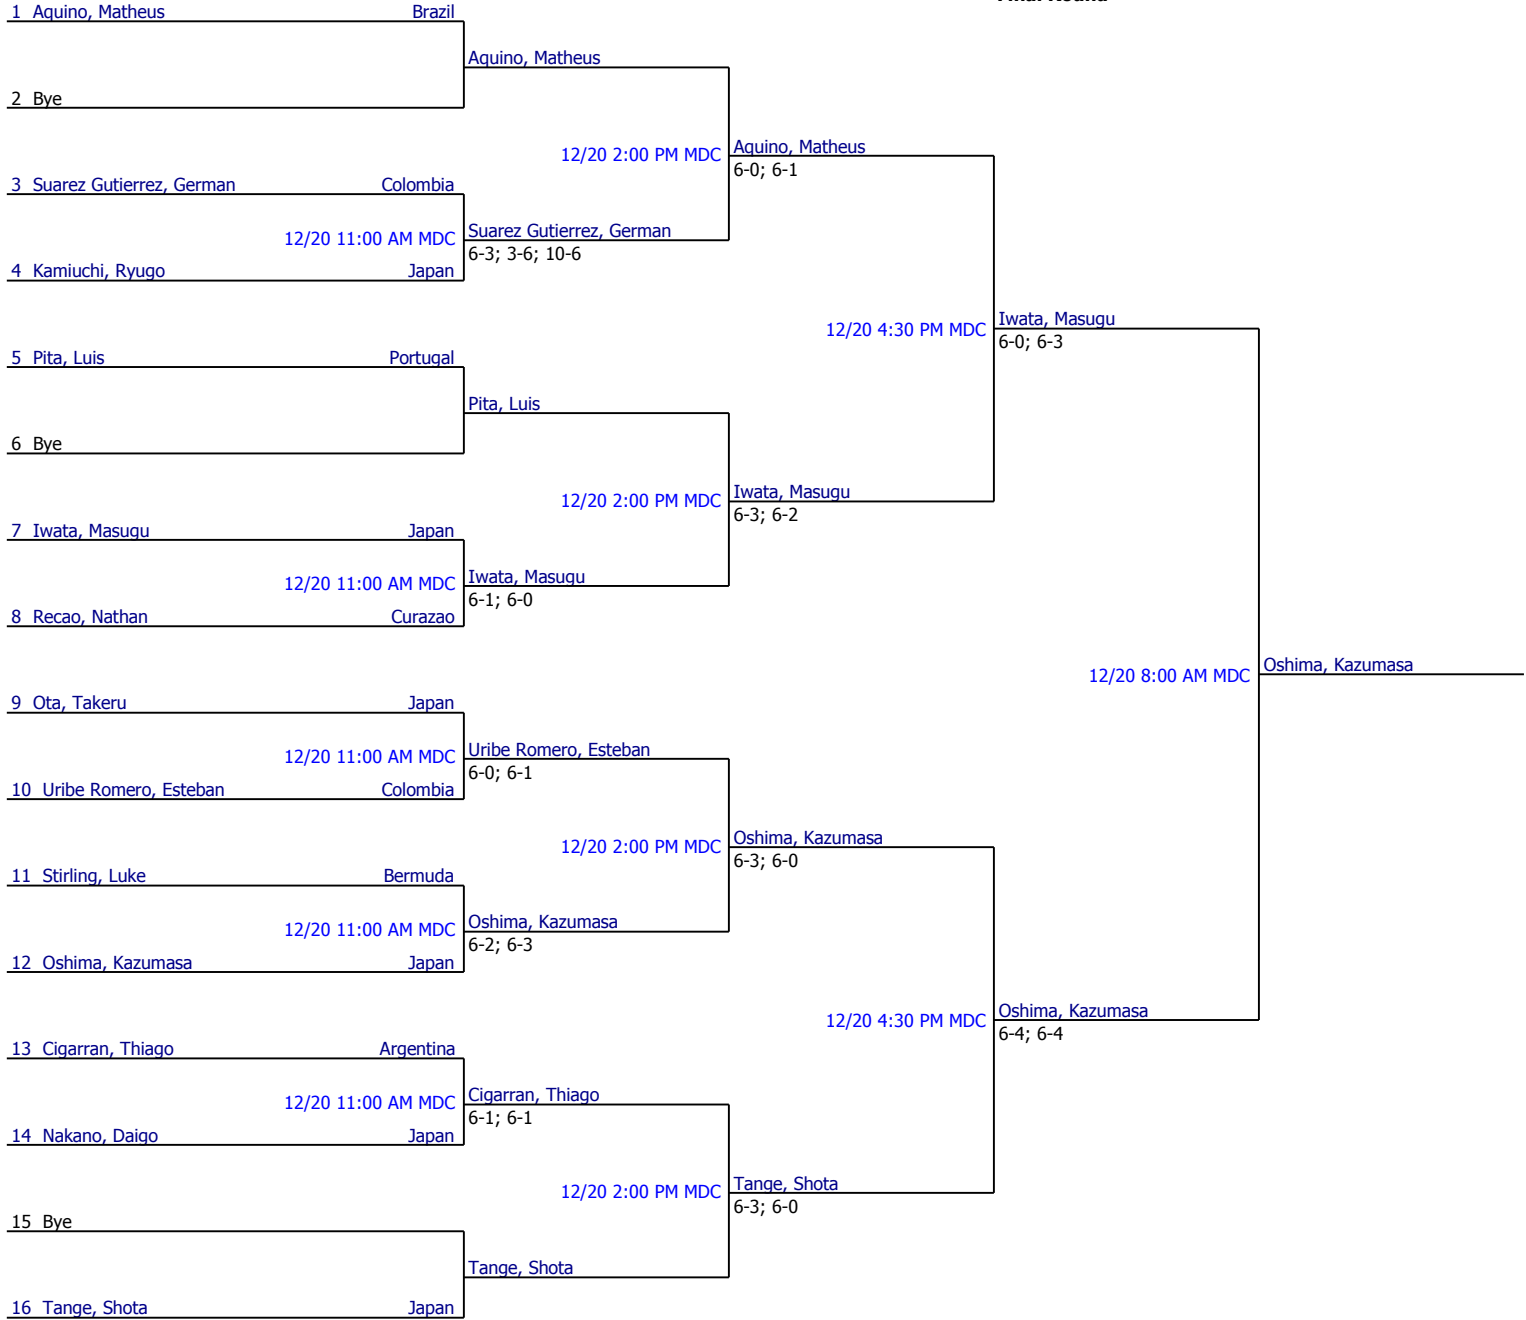 1 Aquino, Matheus Brazil
Aquino, Matheus
2 Bye
12/20 2:00 PM MDC Aquino, Matheus
6-0; 6-1
3 Suarez Gutierrez, German Colombia
12/20 11:00 AM MDC Suarez Gutierrez, German
6-3; 3-6; 10-6
4 Kamiuchi, Ryugo Japan
12/20 4:30 PM MDC Iwata, Masugu
6-0; 6-3
5 Pita, Luis Portugal
Pita, Luis
6 Bye
12/20 2:00 PM MDC Iwata, Masugu
6-3; 6-2
7 Iwata, Masugu Japan
12/20 11:00 AM MDC Iwata, Masugu
6-1; 6-0
8 Recao, Nathan Curazao
12/20 8:00 AM MDC Oshima, Kazumasa
9 Ota, Takeru Japan
12/20 11:00 AM MDC Uribe Romero, Esteban
6-0; 6-1
10 Uribe Romero, Esteban Colombia
12/20 2:00 PM MDC Oshima, Kazumasa
6-3; 6-0
11 Stirling, Luke Bermuda
12/20 11:00 AM MDC Oshima, Kazumasa
6-2; 6-3
12 Oshima, Kazumasa Japan
12/20 4:30 PM MDC Oshima, Kazumasa
6-4; 6-4
13 Cigarran, Thiago Argentina
12/20 11:00 AM MDC Cigarran, Thiago
6-1; 6-1
14 Nakano, Daigo Japan
12/20 2:00 PM MDC Tange, Shota
6-3; 6-0
15 Bye
Tange, Shota
16 Tange, Shota Japan